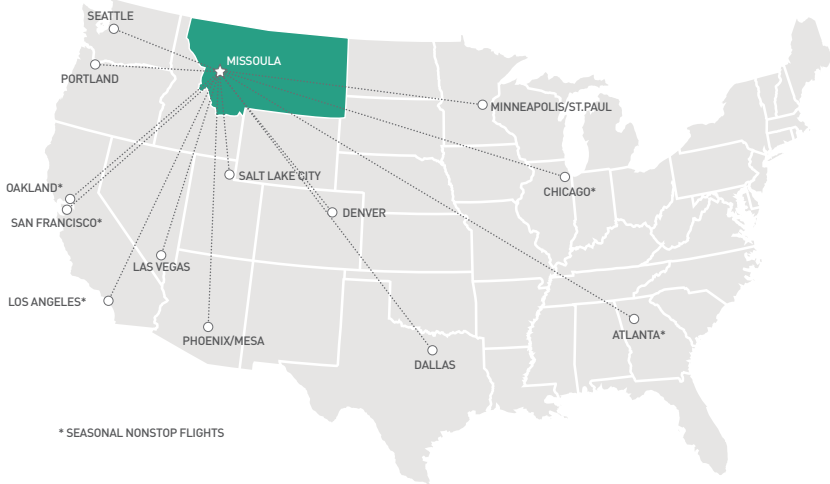 SEATTLE
MISSOULA
PORTLAND
MINNEAPOLIS/ST.PAUL
SALT LAKE CITY
OAKLAND*
CHICAGO*
DENVER
SAN FRANCISCO*
LAS VEGAS
LOS ANGELES*
PHOENIX/MESA
ATLANTA*
DALLAS
* SEASONAL NONSTOP FLIGHTS